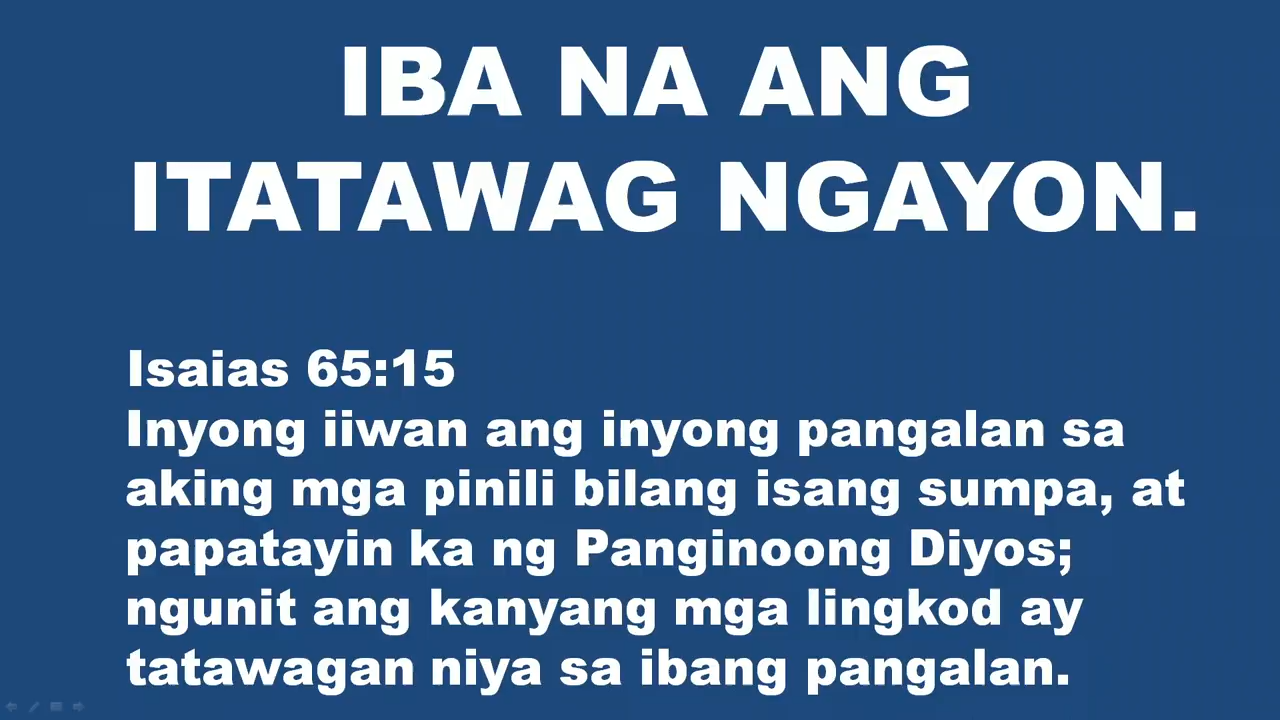 IBA NA ANG
ITATAWAG NGAYON.
Isaias 65:15
Inyong iiwan ang inyong pangalan sa
aking mga pinili bilang isang sumpa, at
papatayin ka ng Panginoong Diyos;
ngunit ang kanyang mga lingkod ay
tatawagan niya sa ibang pangalan.